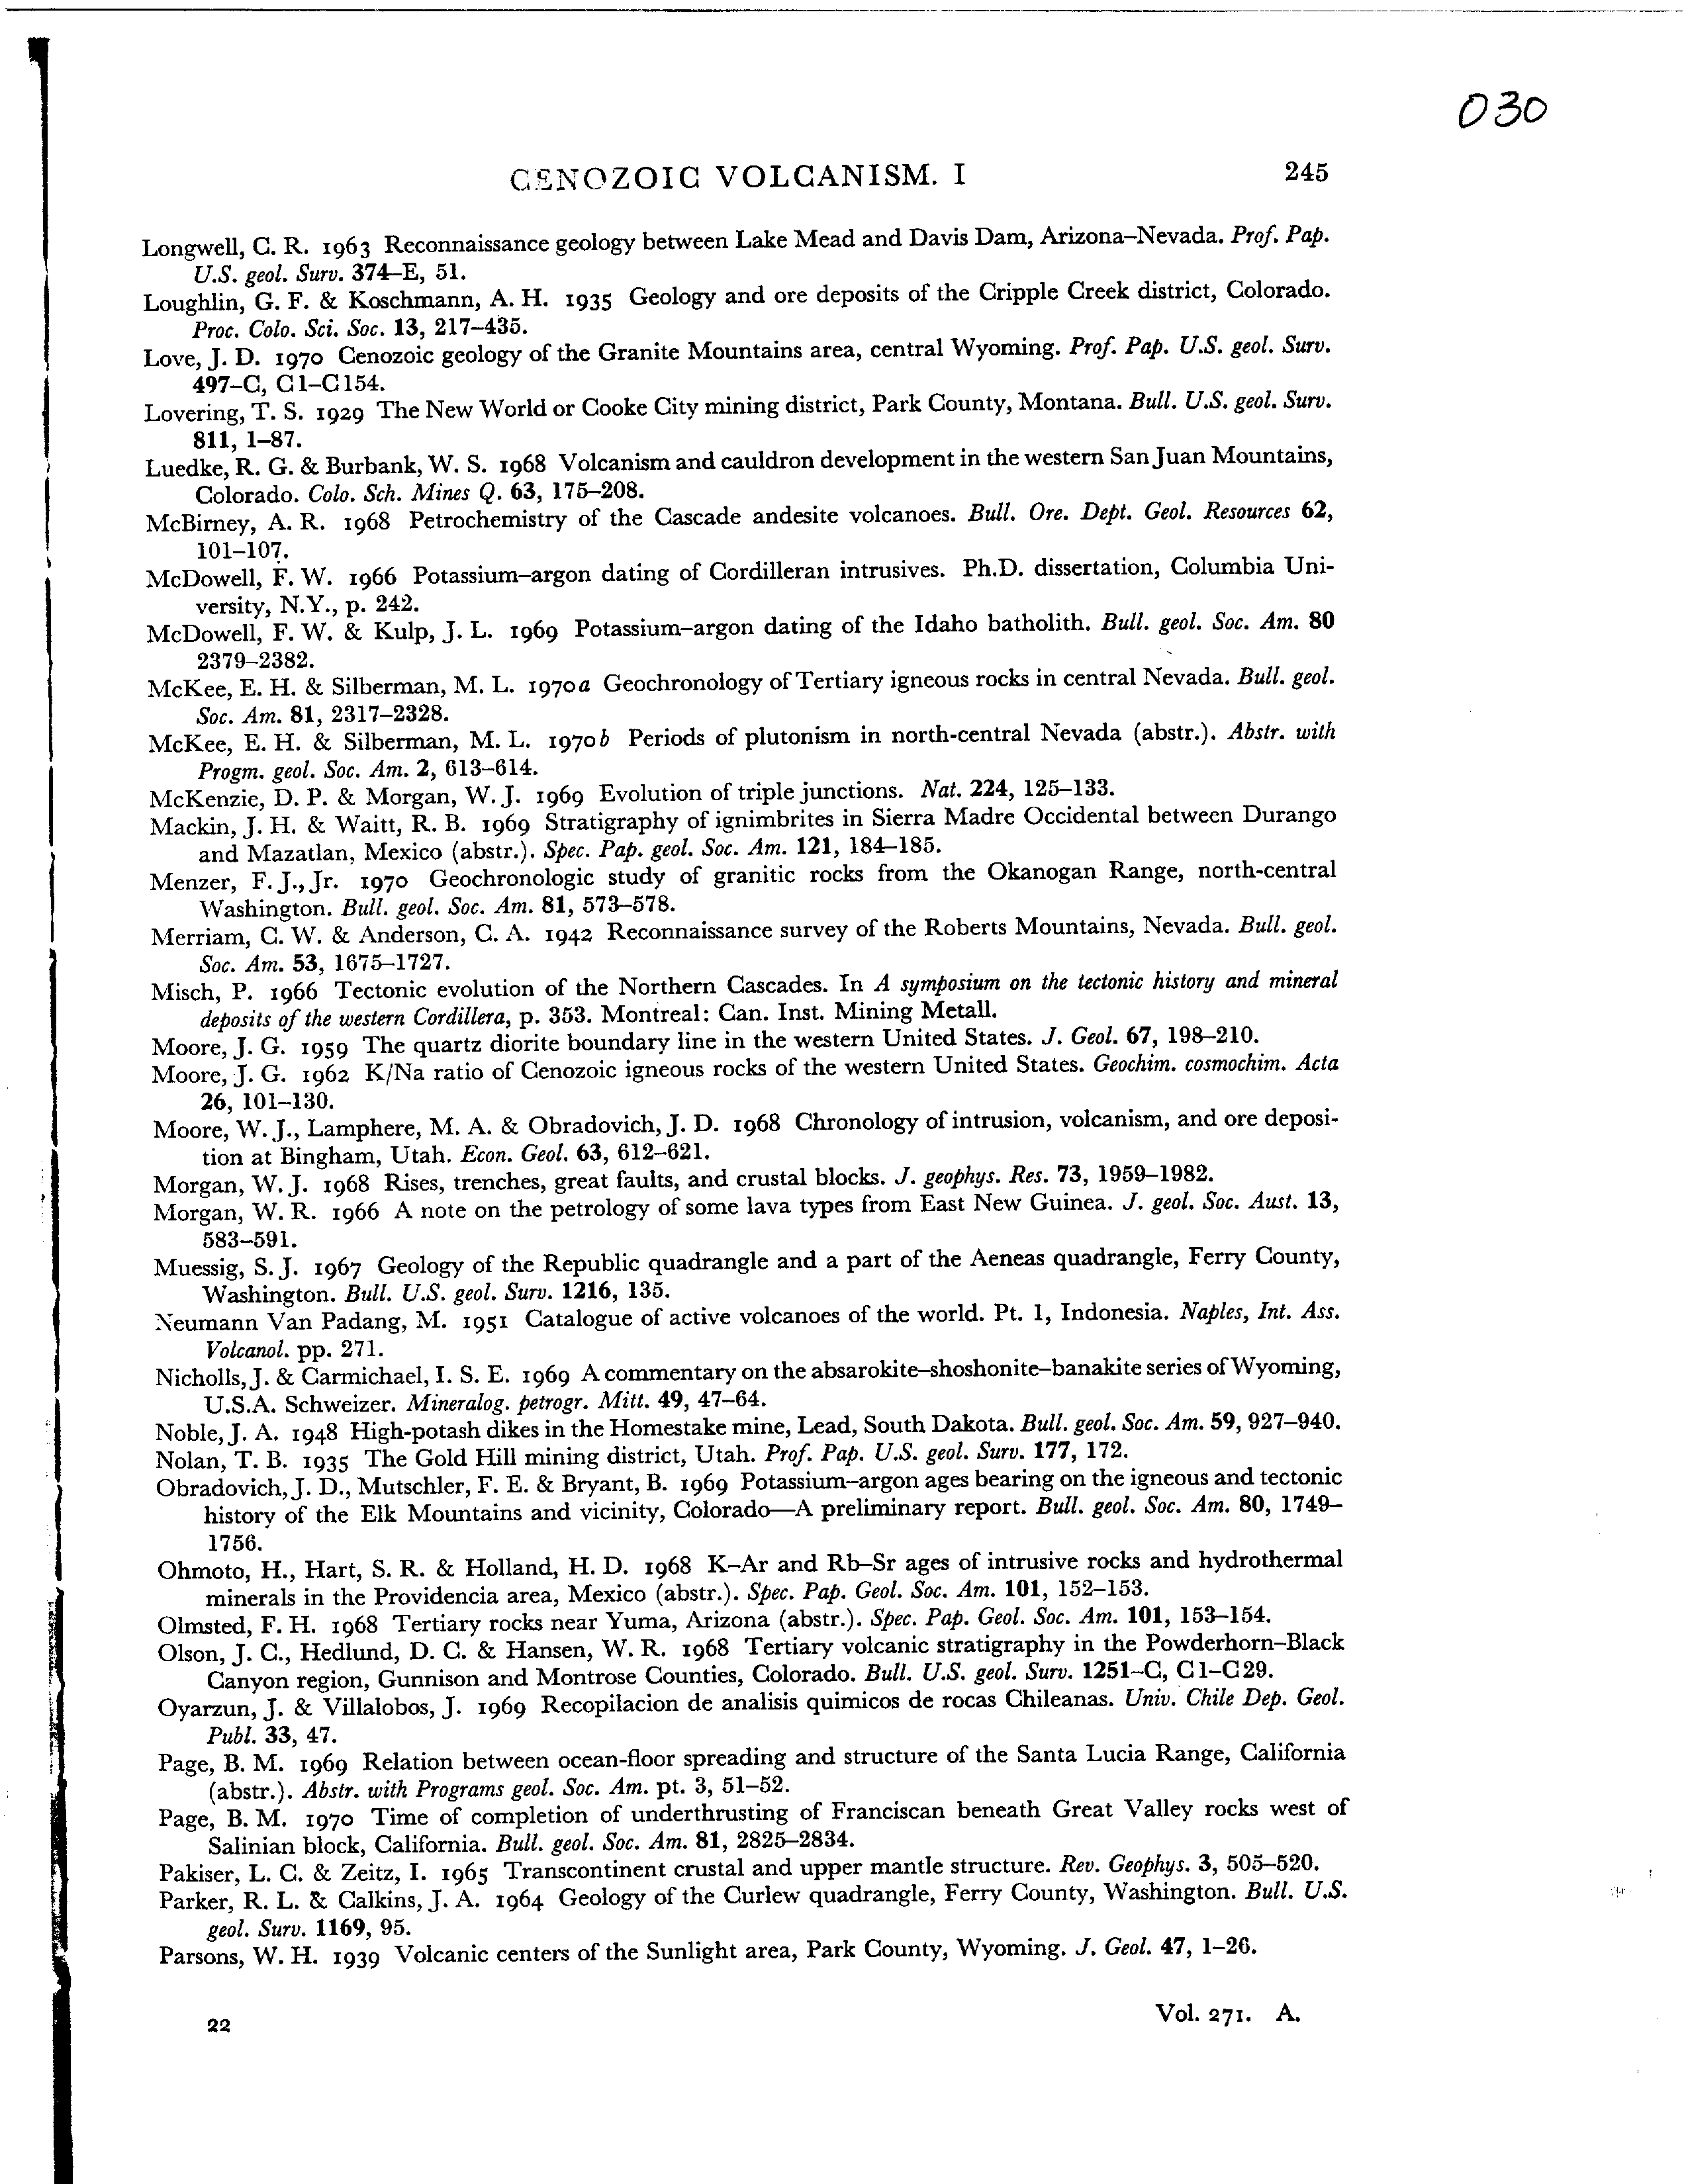 030
CENOZOIC VOLCANISM. I 245
Longwell, C. R. 1963 Reconnaissance geology between Lake Mead and Davis Dam, Arizona–Nevada. Prof. Pap.
U.S. geol. Surv. 374–E, 51.
Loughlin, G. F. & Koschmann, A. H. 1935 Geology and ore deposits of the Cripple Creek district, Colorado.
Proc. Colo. Sci. Soc. 13, 217–435.
Love, J. D. 1970 Cenozoic geology of the Granite Mountains area, central Wyoming. Prof. Pap. U.S. geol. Surv.
497–C, C1–C154.
Lovering, T. S. 1929 The New World or Cooke City mining district, Park County, Montana. Bull. U.S. geol. Surv.
811, 1–87.
Luedke, R. G. & Burbank, W. S. 1968 Volcanism and cauldron development in the western San Juan Mountains,
Colorado. Colo. Sch. Mines Q. 63, 175–208.
McBirney, A. R. 1968 Petrochemistry of the Cascade andesite volcanoes. Bull. Ore. Dept. Geol. Resources 62,
101–107.
McDowell, F. W. 1966 Potassium–argon dating of Cordilleran intrusives. Ph.D. dissertation, Columbia Uni-
versity, N.Y., p. 242.
McDowell, F. W. & Kulp, J. L. 1969 Potassium–argon dating of the Idaho batholith. Bull. geol. Soc. Am. 80
2379–2382.
McKee, E. H. & Silberman, M. L. 1970a Geochronology of Tertiary igneous rocks in central Nevada. Bull. geol.
Soc. Am. 81, 2317–2328.
McKee, E. H. & Silberman, M. L. 1970b Periods of plutonism in north-central Nevada (abstr.). Abstr. with
Progm. geol. Soc. Am. 2, 613–614.
McKenzie, D. P. & Morgan, W. J. 1969 Evolution of triple junctions. Nat. 224, 125–133.
Mackin, J. H. & Waitt, R. B. 1969 Stratigraphy of ignimbrites in Sierra Madre Occidental between Durango
and Mazatlan, Mexico (abstr.). Spec. Pap. geol. Soc. Am. 121, 184–185.
Menzer, F. J., Jr. 1970 Geochronologic study of granitic rocks from the Okanogan Range, north-central
Washington. Bull. geol. Soc. Am. 81, 573–578.
Merriam, C. W. & Anderson, C. A. 1942 Reconnaissance survey of the Roberts Mountains, Nevada. Bull. geol.
Soc. Am. 53, 1675–1727.
Misch, P. 1966 Tectonic evolution of the Northern Cascades. In A symposium on the tectonic history and mineral
deposits of the western Cordillera, p. 353. Montreal: Can. Inst. Mining Metall.
Moore, J. G. 1959 The quartz diorite boundary line in the western United States. J. Geol. 67, 198–210.
Moore, J. G. 1962 K/Na ratio of Cenozoic igneous rocks of the western United States. Geochim. cosmochim. Acta
26, 101–130.
Moore, W. J., Lamphere, M. A. & Obradovich, J. D. 1968 Chronology of intrusion, volcanism, and ore deposi-
tion at Bingham, Utah. Econ. Geol. 63, 612–621.
Morgan, W. J. 1968 Rises, trenches, great faults, and crustal blocks. J. geophys. Res. 73, 1959–1982.
Morgan, W. R. 1966 A note on the petrology of some lava types from East New Guinea. J. geol. Soc. Aust. 13,
583–591.
Muessig, S. J. 1967 Geology of the Republic quadrangle and a part of the Aeneas quadrangle, Ferry County,
Washington. Bull. U.S. geol. Surv. 1216, 135.
Neumann Van Padang, M. 1951 Catalogue of active volcanoes of the world. Pt. 1, Indonesia. Naples, Int. Ass.
Volcanol. pp. 271.
Nicholls, J. & Carmichael, I. S. E. 1969 A commentary on the absarokite–shoshonite–banakite series of Wyoming,
U.S.A. Schweizer. Mineralog. petrogr. Mitt. 49, 47–64.
Noble, J. A. 1948 High-potash dikes in the Homestake mine, Lead, South Dakota. Bull. geol. Soc. Am. 59, 927–940.
Nolan, T. B. 1935 The Gold Hill mining district, Utah. Prof. Pap. U.S. geol. Surv. 177, 172.
Obradovich, J. D., Mutschler, F. E. & Bryant, B. 1969 Potassium–argon ages bearing on the igneous and tectonic
history of the Elk Mountains and vicinity, Colorado—A preliminary report. Bull. geol. Soc. Am. 80, 1749–
1756.
Ohmoto, H., Hart, S. R. & Holland, H. D. 1968 K–Ar and Rb–Sr ages of intrusive rocks and hydrothermal
minerals in the Providencia area, Mexico (abstr.). Spec. Pap. Geol. Soc. Am. 101, 152–153.
Olmsted, F. H. 1968 Tertiary rocks near Yuma, Arizona (abstr.). Spec. Pap. Geol. Soc. Am. 101, 153–154.
Olson, J. C., Hedlund, D. C. & Hansen, W. R. 1968 Tertiary volcanic stratigraphy in the Powderhorn–Black
Canyon region, Gunnison and Montrose Counties, Colorado. Bull. U.S. geol. Surv. 1251–C, C1–C29.
Oyarzun, J. & Villalobos, J. 1969 Recopilacion de analisis quimicos de rocas Chileanas. Univ. Chile Dep. Geol.
Publ. 33, 47.
Page, B. M. 1969 Relation between ocean-floor spreading and structure of the Santa Lucia Range, California
(abstr.). Abstr. with Programs geol. Soc. Am. pt. 3, 51–52.
Page, B. M. 1970 Time of completion of underthrusting of Franciscan beneath Great Valley rocks west of
Salinian block, California. Bull. geol. Soc. Am. 81, 2825–2834.
Pakiser, L. C. & Zeitz, I. 1965 Transcontinent crustal and upper mantle structure. Rev. Geophys. 3, 505–520.
Parker, R. L. & Calkins, J. A. 1964 Geology of the Curlew quadrangle, Ferry County, Washington. Bull. U.S.
geol. Surv. 1169, 95.
Parsons, W. H. 1939 Volcanic centers of the Sunlight area, Park County, Wyoming. J. Geol. 47, 1–26.
22 Vol. 271. A.